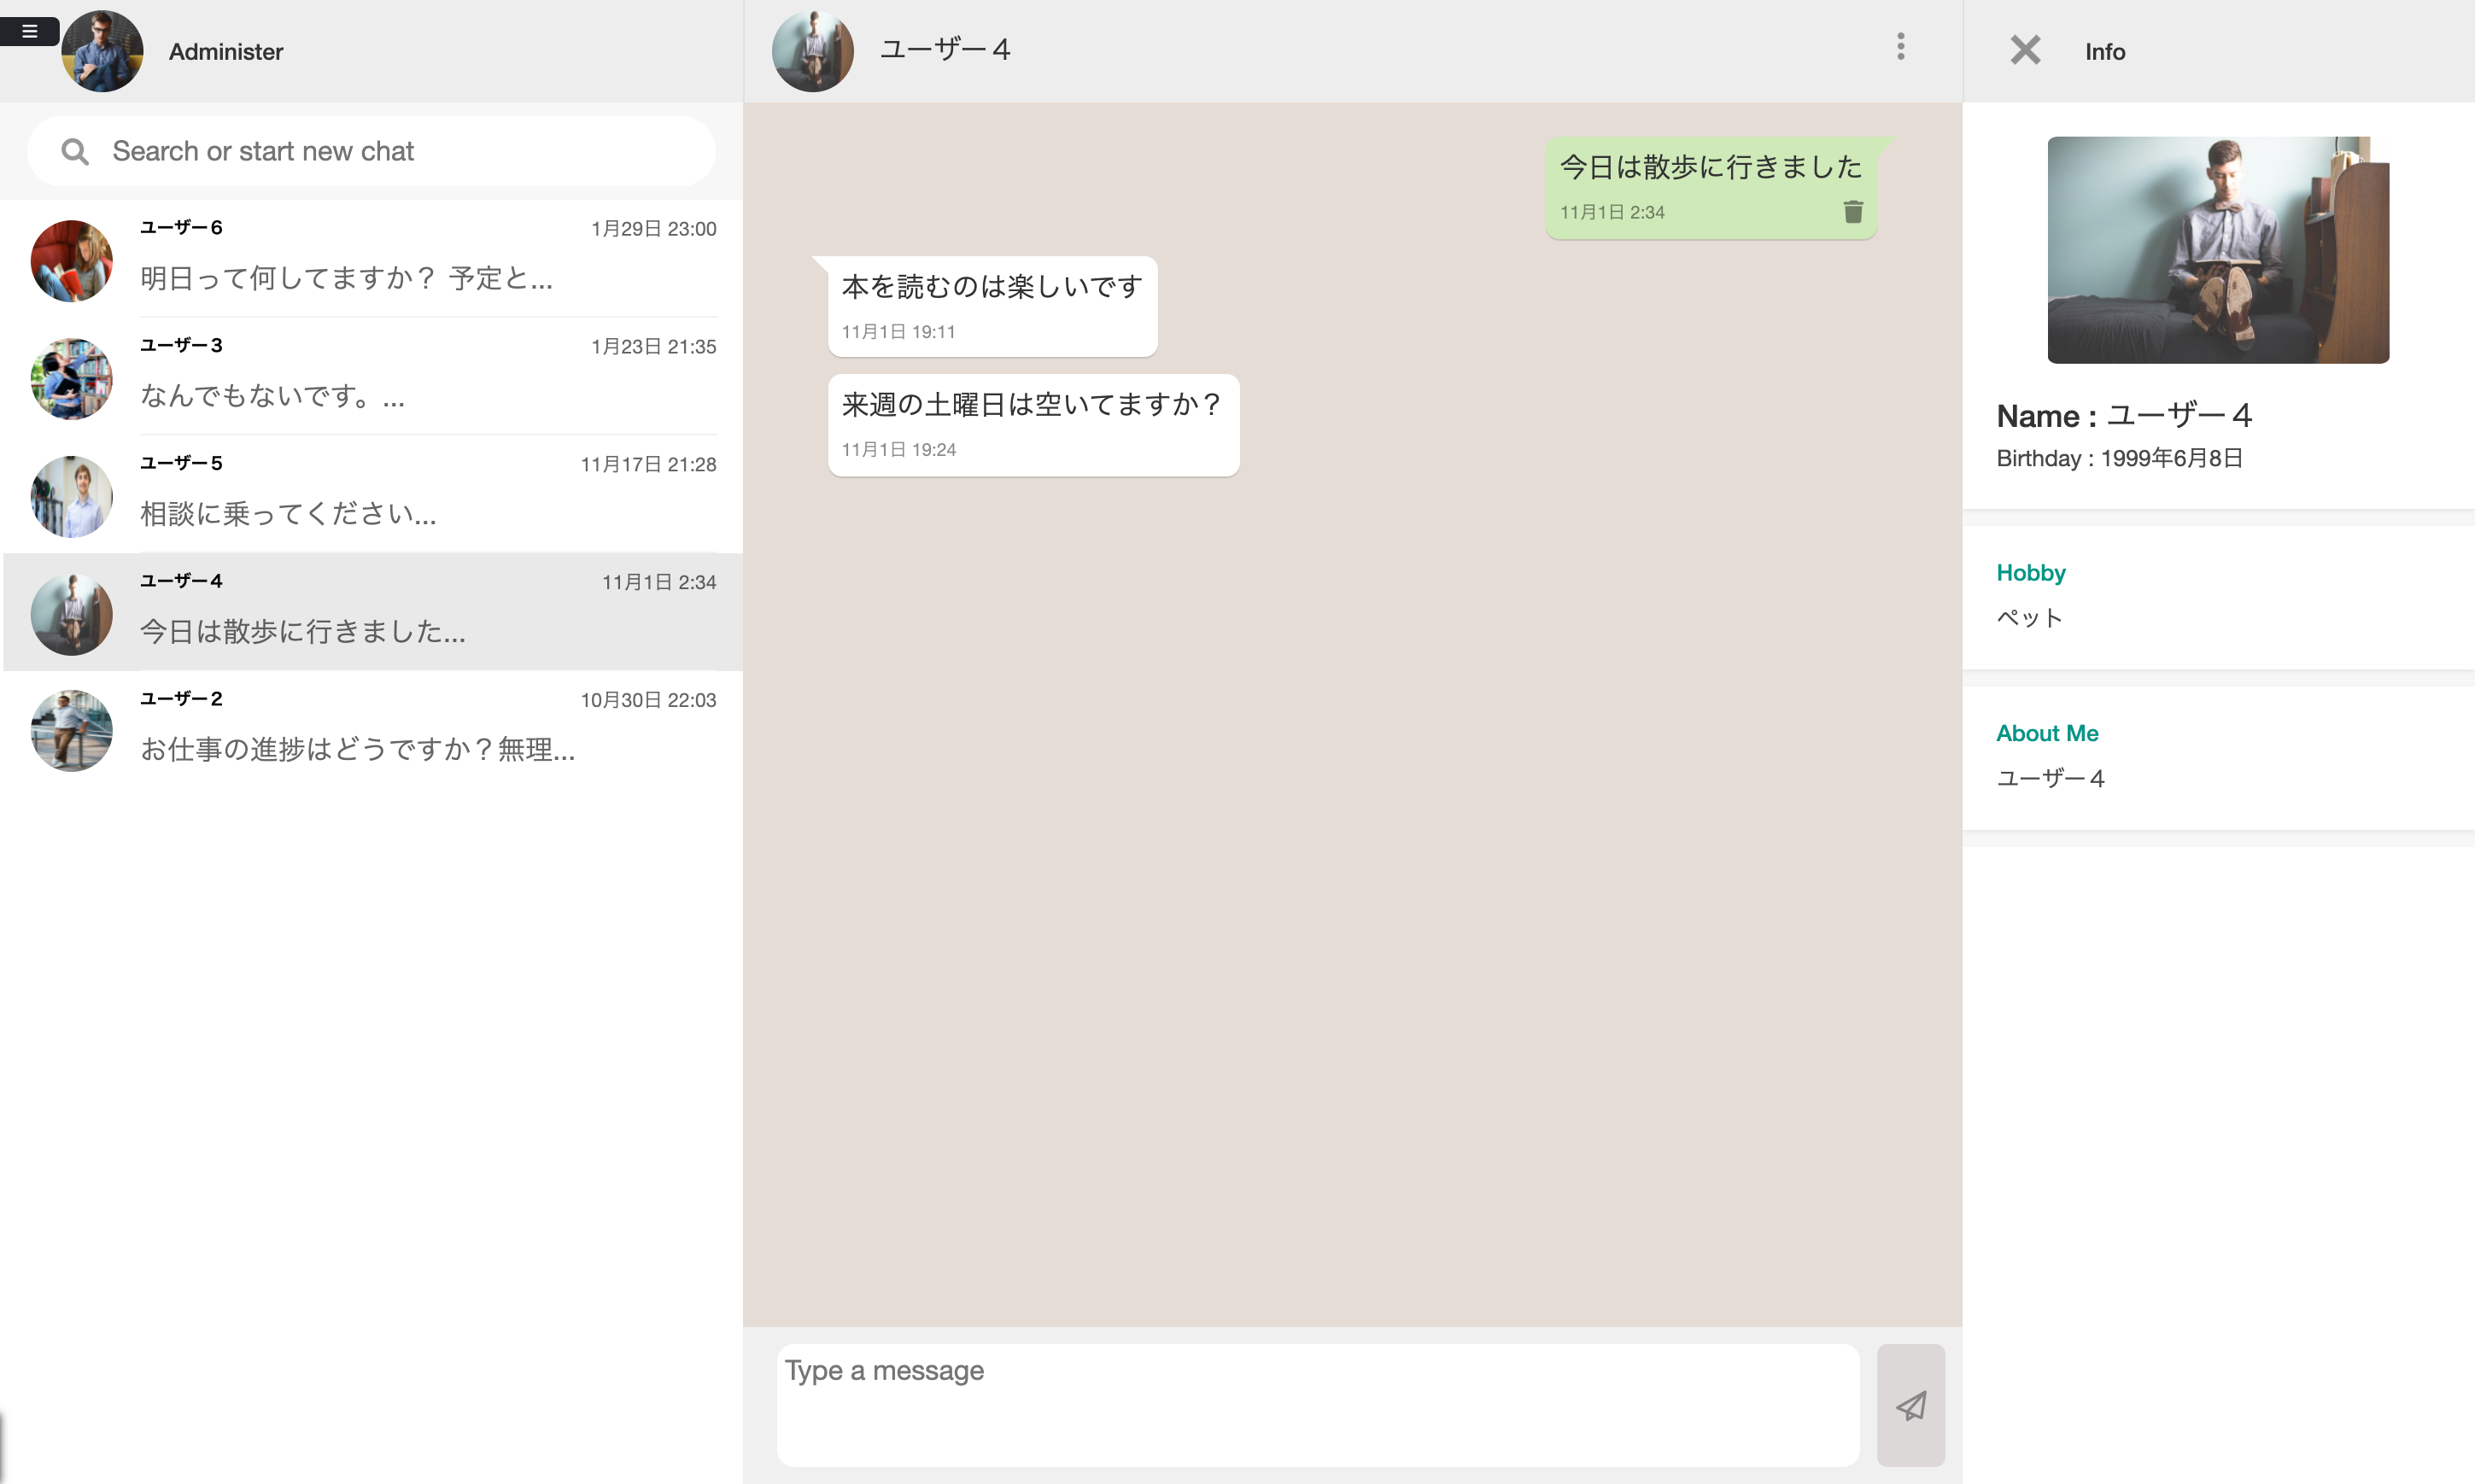 Administer
Search or start new chat
ユーザー6
1月29日 23:00
明日って何してますか？ 予定と...
ユーザー3
1月23日 21:35
なんでもないです。...
ユーザー5
11月17日 21:28
相談に乗ってください...
ユーザー4
11月1日 2:34
今日は散歩に行きました...
ユーザー2
10月30日 22:03
お仕事の進捗はどうですか？無理...
ユーザー４
今日は散歩に行きました
11月1日 2:34
本を読むのは楽しいです
11月1日 19:11
来週の土曜日は空いてますか？
11月1日 19:24
Type a message
Info
Name : ユーザー４
Birthday : 1999年6月8日
Hobby
ペット
About Me
ユーザー４